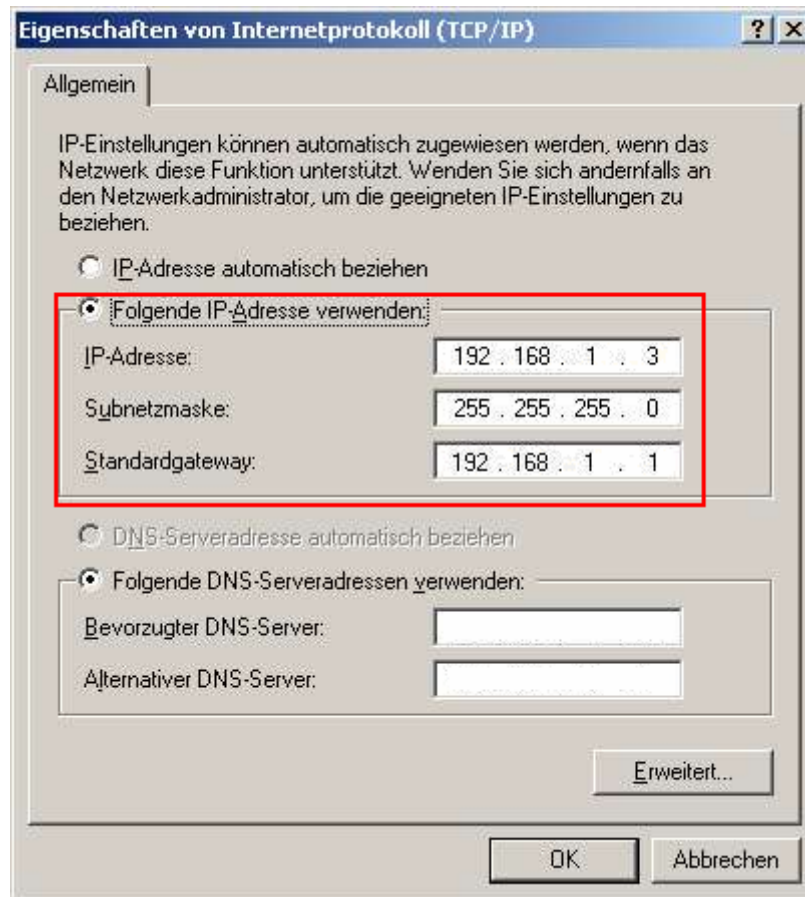 Eigenschaften von Internetprotokoll (TCP/IP)
Allgemein
IP-Einstellungen können automatisch zugewiesen werden, wenn das
Netzwerk diese Funktion unterstützt. Wenden Sie sich andernfalls an
den Netzwerkadministrator, um die geeigneten IP-Einstellungen zu
beziehen.
IP-Adresse automatisch beziehen
Folgende IP-Adresse verwenden:
IP-Adresse: 192 . 168 . 1 . 3
Subnetzmaske: 255 . 255 . 255 . 0
Standardgateway: 192 . 168 . 1 . 1
DNS-Serveradresse automatisch beziehen
Folgende DNS-Serveradressen verwenden:
Bevorzugter DNS-Server:
Alternativer DNS-Server:
Erweitert...
OK Abbrechen